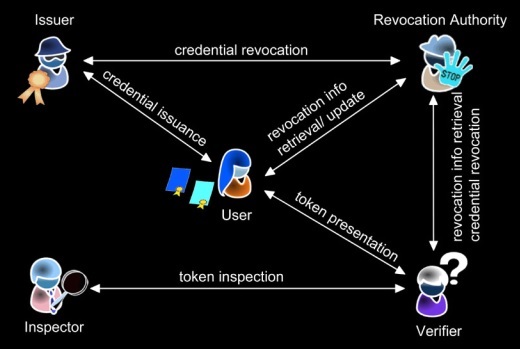 Issuer
Revocation Authority
credential revocation
STOP
credential issuance
revocation info
retrieval/ update
revocation info retrieval
credential revocation
User
token presentation
token inspection
?
Inspector
Verifier